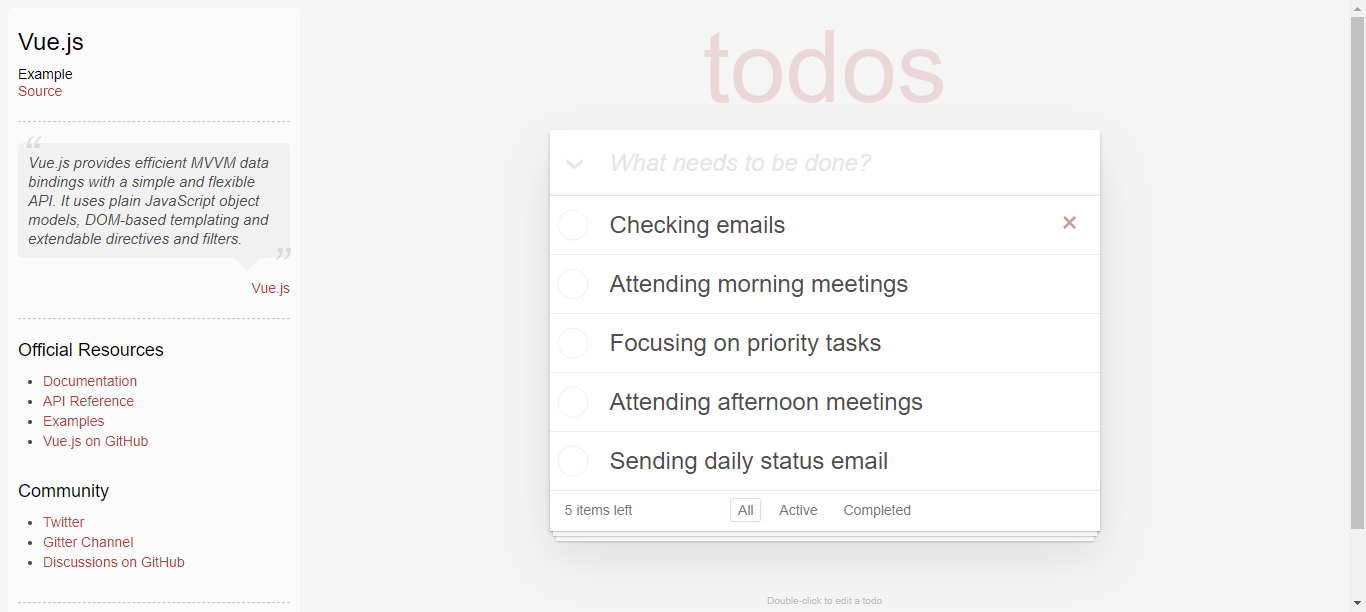 Vue.js
Example
Source
“
Vue.js provides efficient MVVM data
bindings with a simple and flexible
API. It uses plain JavaScript object
models, DOM-based templating and
extendable directives and filters.
”
Vue.js
Official Resources
• Documentation
• API Reference
• Examples
• Vue.js on GitHub
Community
• Twitter
• Gitter Channel
• Discussions on GitHub
todos
What needs to be done?
Checking emails ×
Attending morning meetings
Focusing on priority tasks
Attending afternoon meetings
Sending daily status email
5 items left All Active Completed
Double-click to edit a todo